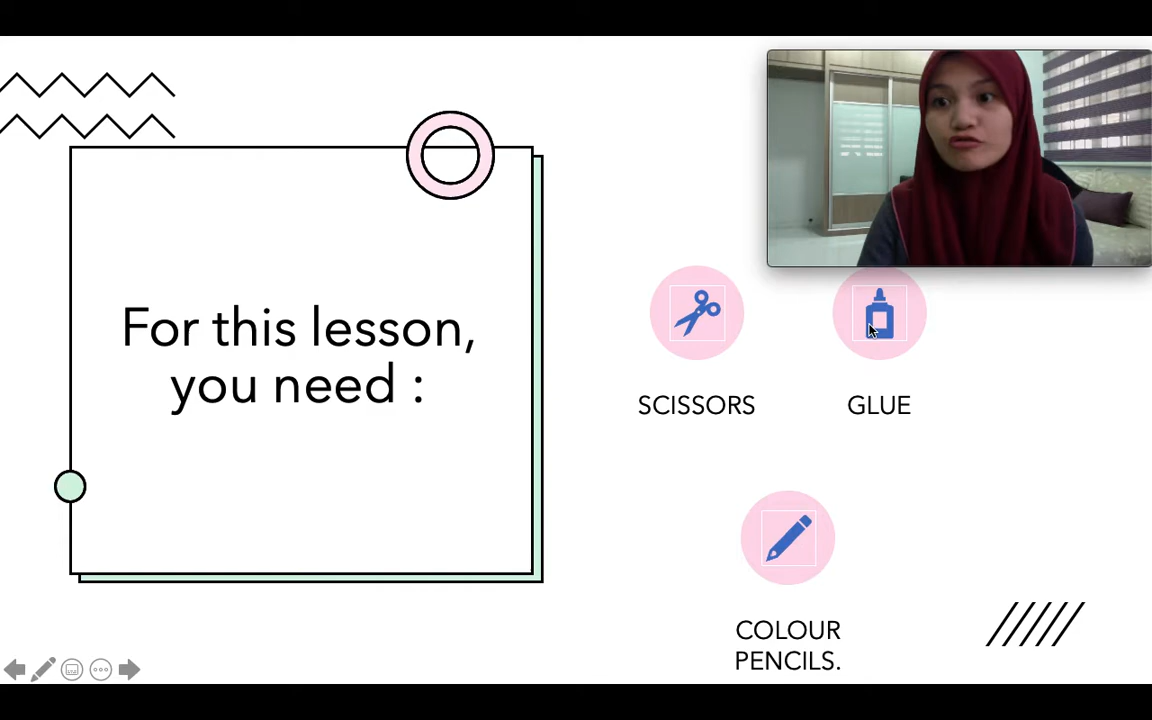 For this lesson,
you need :
SCISSORS
GLUE
COLOUR
PENCILS.